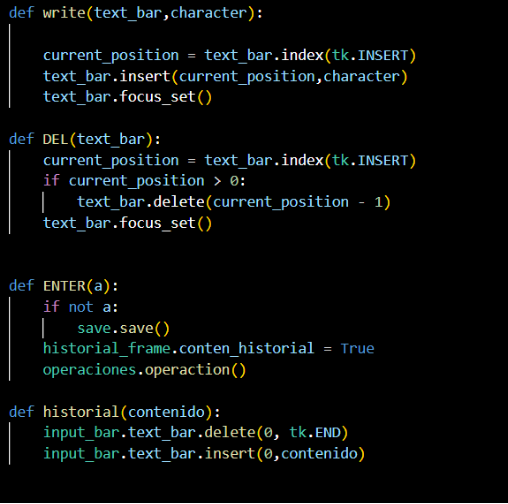 def write(text_bar,character):
    current_position = text_bar.index(tk.INSERT)
    text_bar.insert(current_position,character)
    text_bar.focus_set()
def DEL(text_bar):
    current_position = text_bar.index(tk.INSERT)
    if current_position > 0:
        text_bar.delete(current_position - 1)
    text_bar.focus_set()
def ENTER(a):
    if not a:
        save.save()
    historial_frame.conten_historial = True
    operaciones.operaction()
def historial(contenido):
    input_bar.text_bar.delete(0, tk.END)
    input_bar.text_bar.insert(0,contenido)